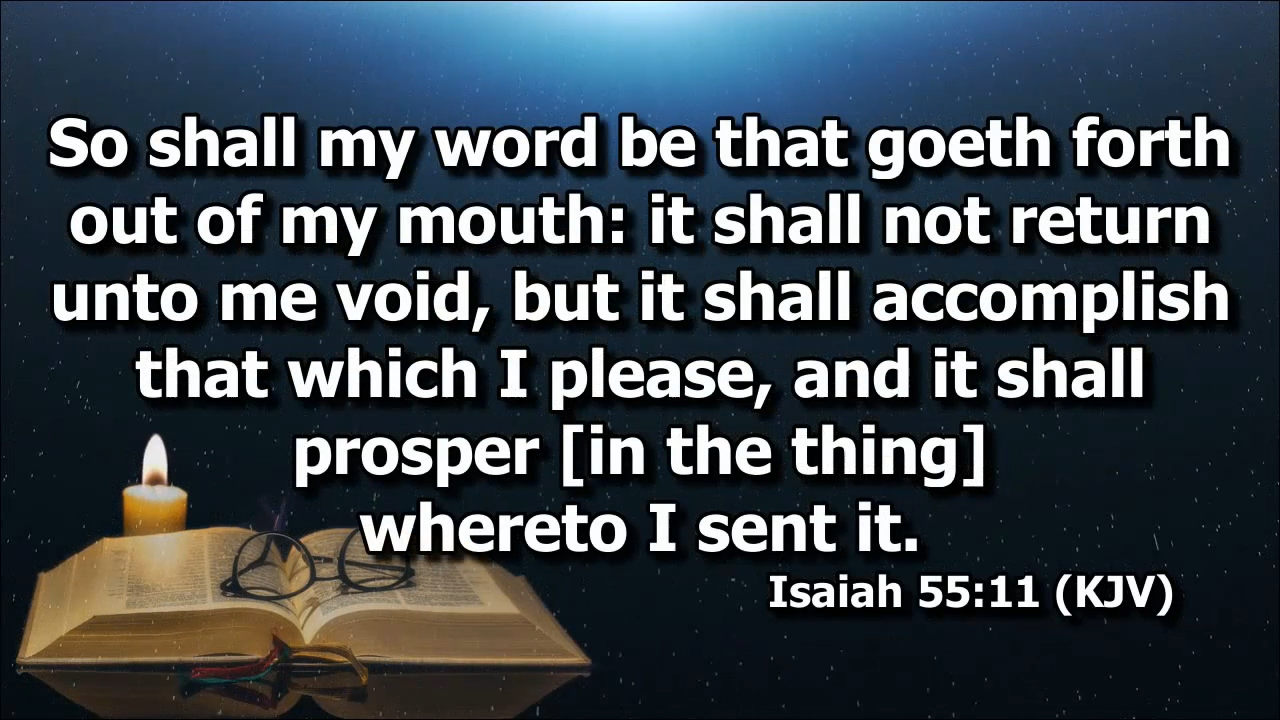 So shall my word be that goeth forth
out of my mouth: it shall not return
unto me void, but it shall accomplish
that which I please, and it shall
prosper [in the thing]
whereto I sent it.
Isaiah 55:11 (KJV)